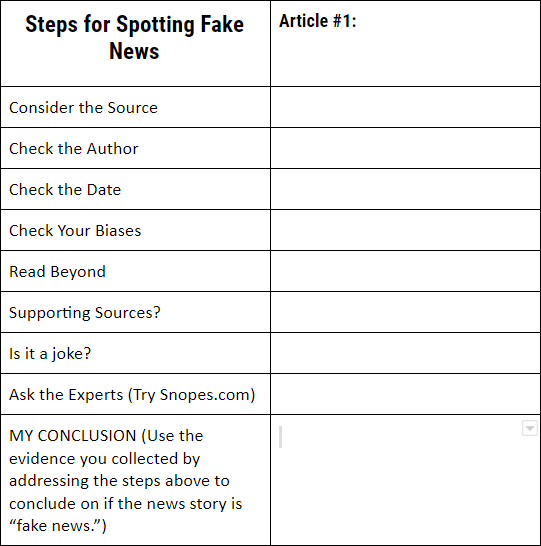 Steps for Spotting Fake
News
Article #1:
Consider the Source
Check the Author
Check the Date
Check Your Biases
Read Beyond
Supporting Sources?
Is it a joke?
Ask the Experts (Try Snopes.com)
MY CONCLUSION (Use the
evidence you collected by
addressing the steps above to
conclude on if the news story is
“fake news.”)